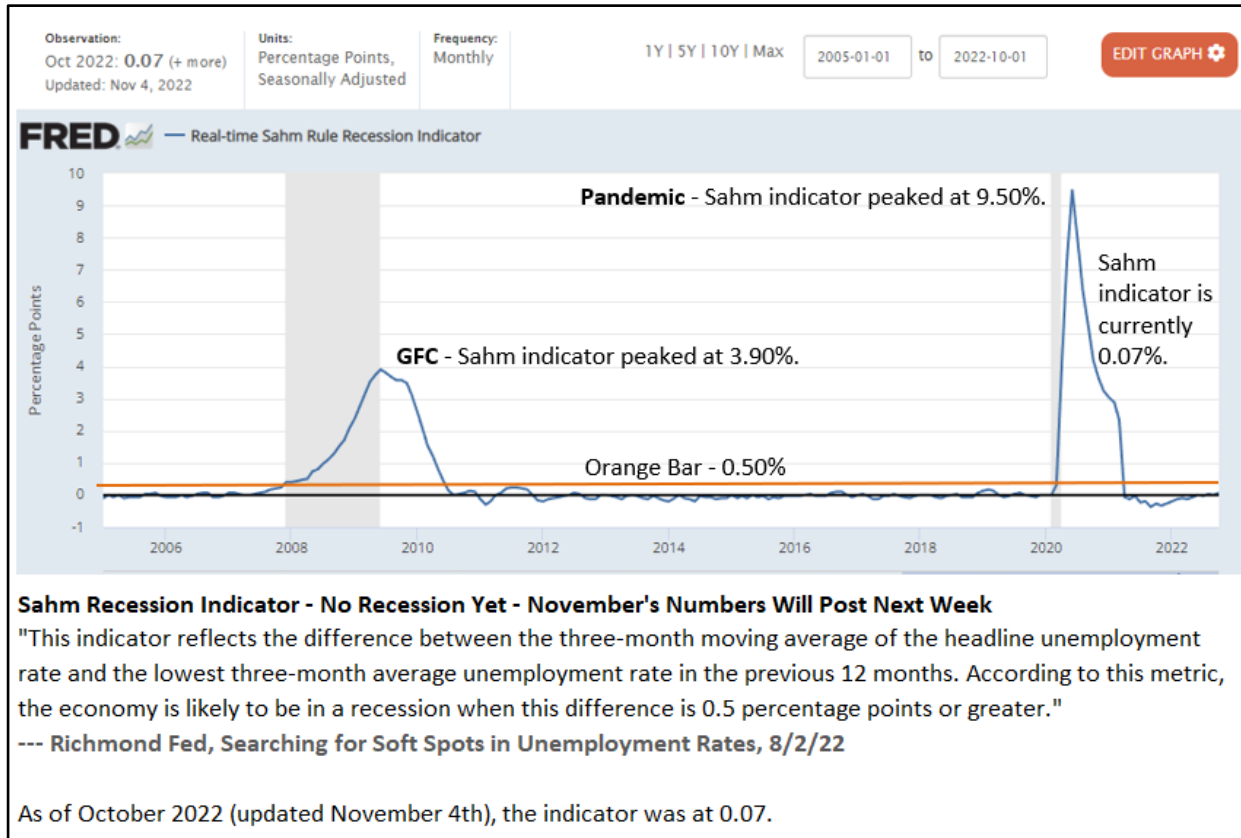 Observation:
Oct 2022: 0.07 (+ more)
Updated: Nov 4, 2022
Units:
Percentage Points,
Seasonally Adjusted
Frequency:
Monthly
1Y | 5Y | 10Y | Max
2005-01-01
to
2022-10-01
EDIT GRAPH
FRED
Real-time Sahm Rule Recession Indicator
Percentage Points
10
9
8
7
6
5
4
3
2
1
0
-1
Pandemic - Sahm indicator peaked at 9.50%.
Sahm
indicator is
currently
0.07%.
GFC - Sahm indicator peaked at 3.90%.
Orange Bar - 0.50%
2006
2008
2010
2012
2014
2016
2018
2020
2022
Sahm Recession Indicator - No Recession Yet - November's Numbers Will Post Next Week
"This indicator reflects the difference between the three-month moving average of the headline unemployment
rate and the lowest three-month average unemployment rate in the previous 12 months. According to this metric,
the economy is likely to be in a recession when this difference is 0.5 percentage points or greater."
--- Richmond Fed, Searching for Soft Spots in Unemployment Rates, 8/2/22
As of October 2022 (updated November 4th), the indicator was at 0.07.